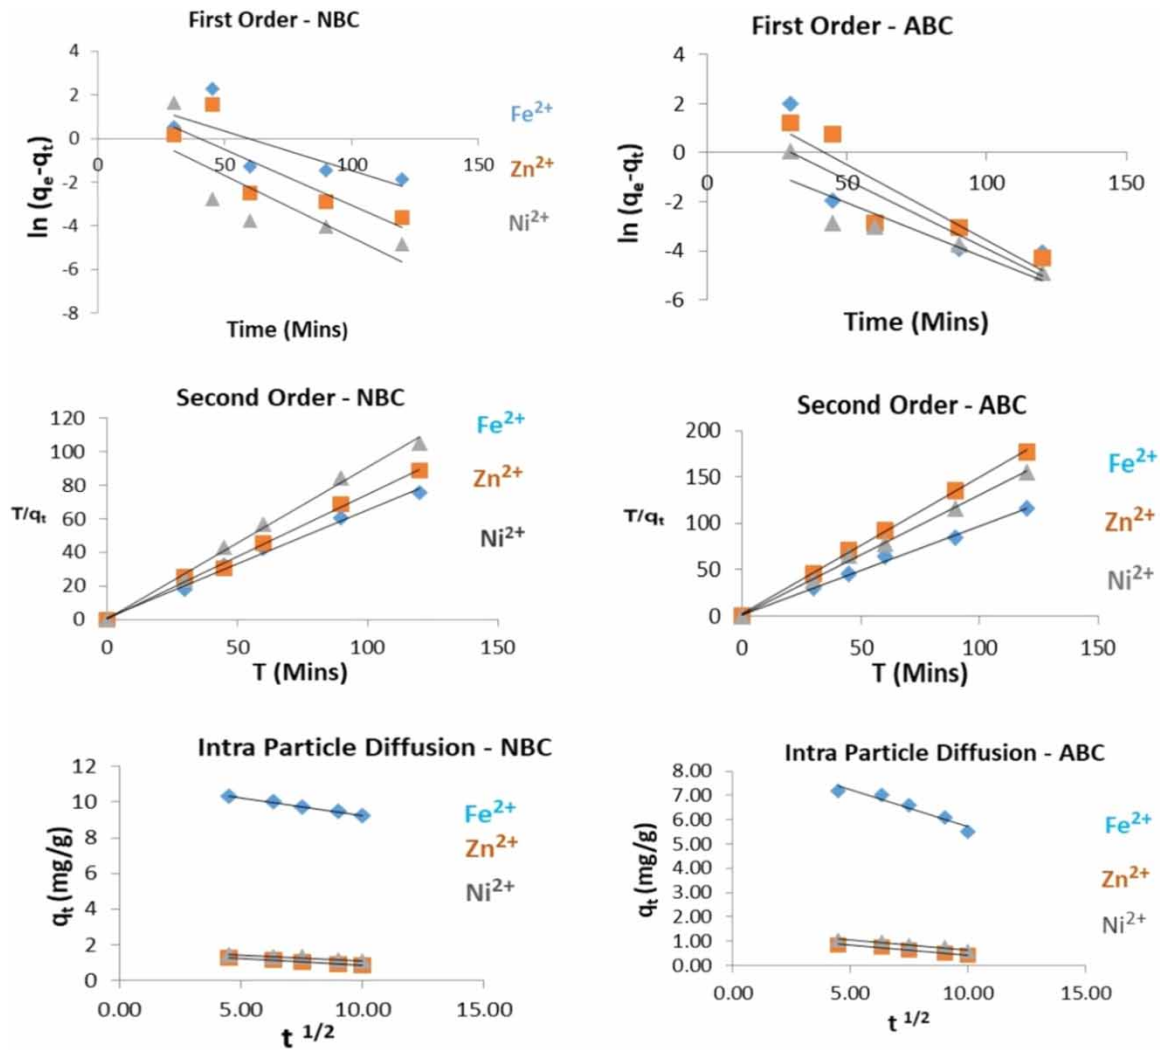 First Order - NBC
4
2
0
-2
-4
-6
-8
0
50
100
150
ln (qe-qt)
Time (Mins)
Fe²⁺
Zn²⁺
Ni²⁺
First Order - ABC
4
2
0
-2
-4
-6
0
50
100
150
ln (qe-qt)
Time (Mins)
Second Order - NBC
120
100
80
60
40
20
0
0
50
100
150
T/qt
T (Mins)
Fe²⁺
Zn²⁺
Ni²⁺
Second Order - ABC
200
150
100
50
0
0
50
100
150
T/qt
T (Mins)
Fe²⁺
Zn²⁺
Ni²⁺
Intra Particle Diffusion - NBC
12
10
8
6
4
2
0
0.00
5.00
10.00
15.00
qt (mg/g)
t 1/2
Fe²⁺
Zn²⁺
Ni²⁺
Intra Particle Diffusion - ABC
8.00
7.00
6.00
5.00
4.00
3.00
2.00
1.00
0.00
0.00
5.00
10.00
15.00
qt (mg/g)
t 1/2
Fe²⁺
Zn²⁺
Ni²⁺